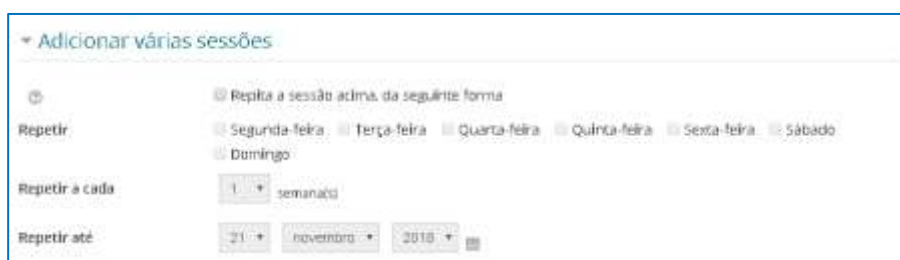 Adicionar várias sessões
Repita a sessão acima, da seguinte forma
Repetir Segunda-feira Terça-feira Quarta-feira Quinta-feira Sexta-feira Sábado
Domingo
Repetir a cada 1 semana(s)
Repetir até 21 novembro 2018